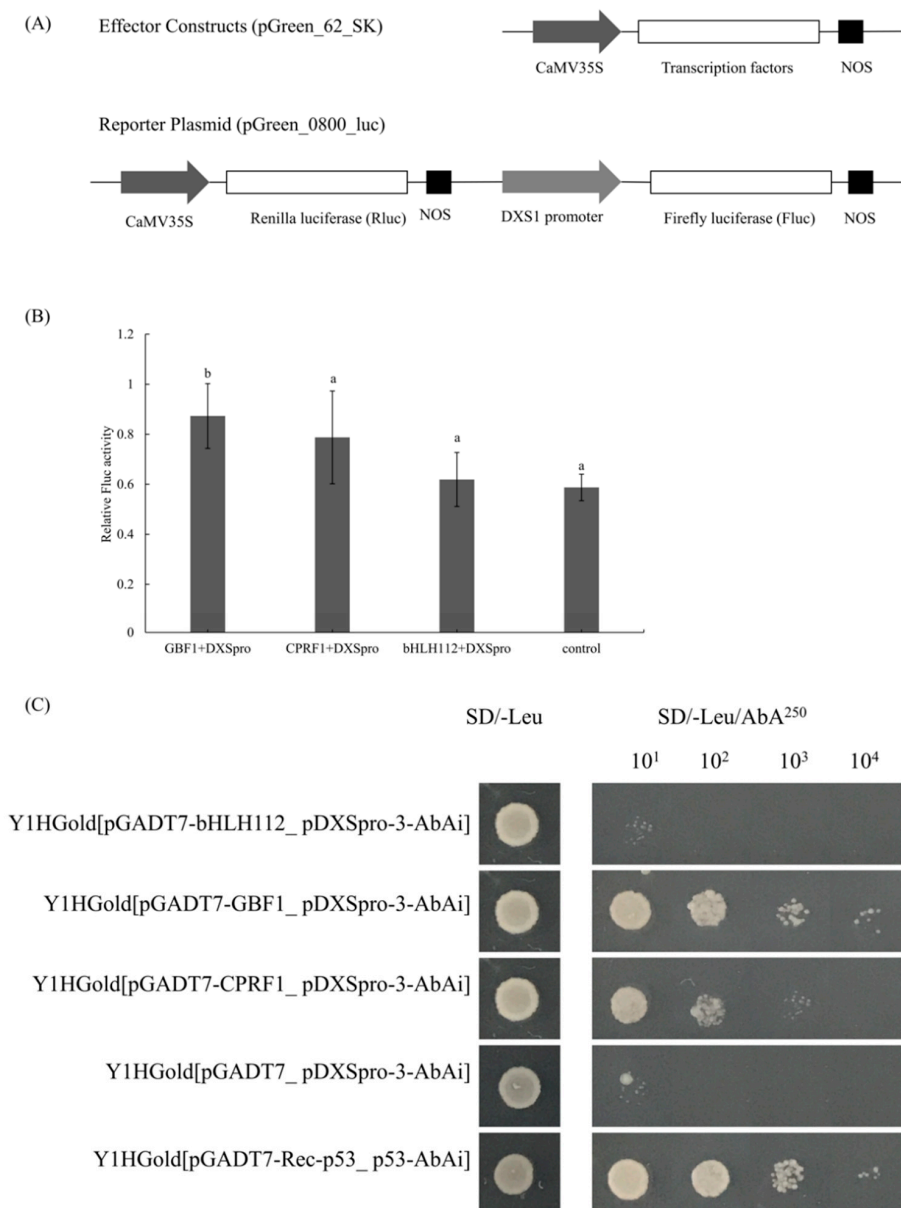 (A)
Effector Constructs (pGreen_62_SK)
CaMV35S
Transcription factors
NOS
Reporter Plasmid (pGreen_0800_luc)
CaMV35S
Renilla luciferase (Rluc)
NOS
DXS1 promoter
Firefly luciferase (Fluc)
NOS
(B)
Relative Fluc activity
1.2
1
0.8
0.6
0.4
0.2
0
b
a
a
a
GBF1+DXSpro
CPRF1+DXSpro
bHLH112+DXSpro
control
(C)
SD/-Leu
SD/-Leu/AbA²⁵⁰
10¹
10²
10³
10⁴
Y1HGold[pGADT7-bHLH112_ pDXSpro-3-AbAi]
Y1HGold[pGADT7-GBF1_ pDXSpro-3-AbAi]
Y1HGold[pGADT7-CPRF1_ pDXSpro-3-AbAi]
Y1HGold[pGADT7_ pDXSpro-3-AbAi]
Y1HGold[pGADT7-Rec-p53_ p53-AbAi]